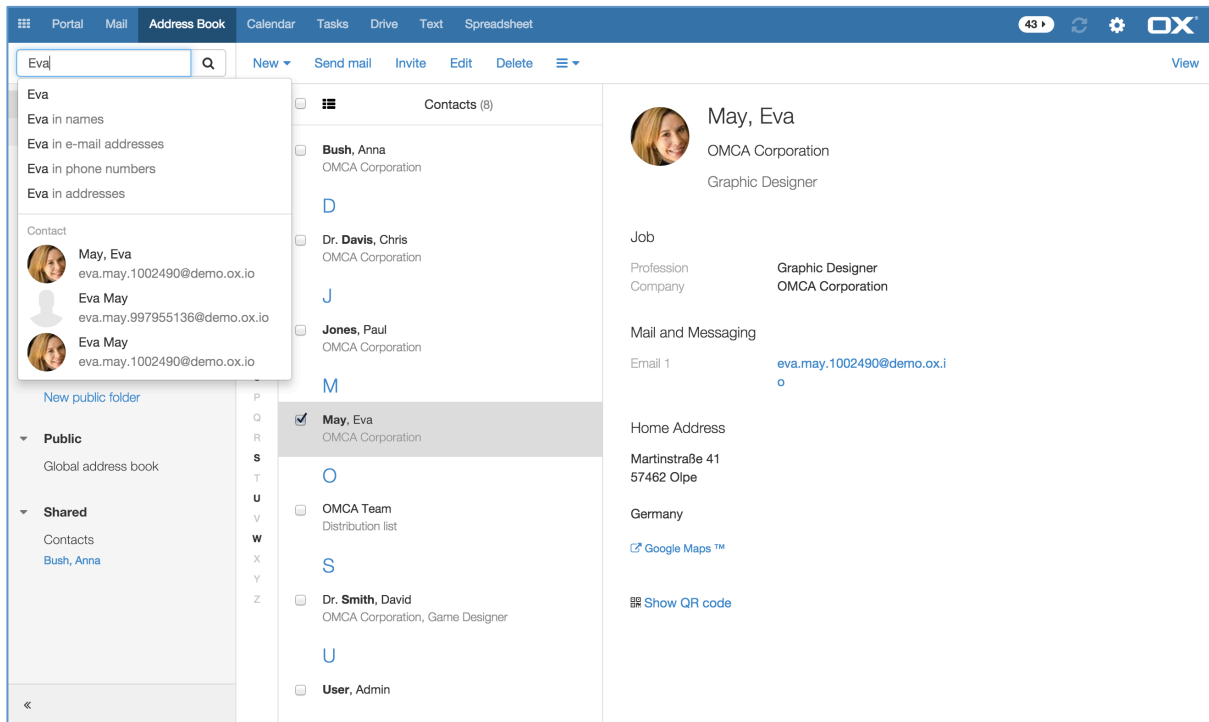 Portal Mail Address Book Calendar Tasks Drive Text Spreadsheet 43 OX
Eva New Send mail Invite Edit Delete View
Eva
Eva in names
Eva in e-mail addresses
Eva in phone numbers
Eva in addresses
Contact
May, Eva
eva.may.1002490@demo.ox.io
Eva May
eva.may.997955136@demo.ox.io
Eva May
eva.may.1002490@demo.ox.io
New public folder
Public
Global address book
Shared
Contacts
Bush, Anna
P
Q
R
S
T
U
V
W
X
Y
Z
Contacts (8)
Bush, Anna
OMCA Corporation
D
Dr. Davis, Chris
OMCA Corporation
J
Jones, Paul
OMCA Corporation
M
May, Eva
OMCA Corporation
O
OMCA Team
Distribution list
S
Dr. Smith, David
OMCA Corporation, Game Designer
U
User, Admin
May, Eva
OMCA Corporation
Graphic Designer
Job
Profession Graphic Designer
Company OMCA Corporation
Mail and Messaging
Email 1 eva.may.1002490@demo.ox.i
o
Home Address
Martinstraße 41
57462 Olpe
Germany
Google Maps ™
Show QR code